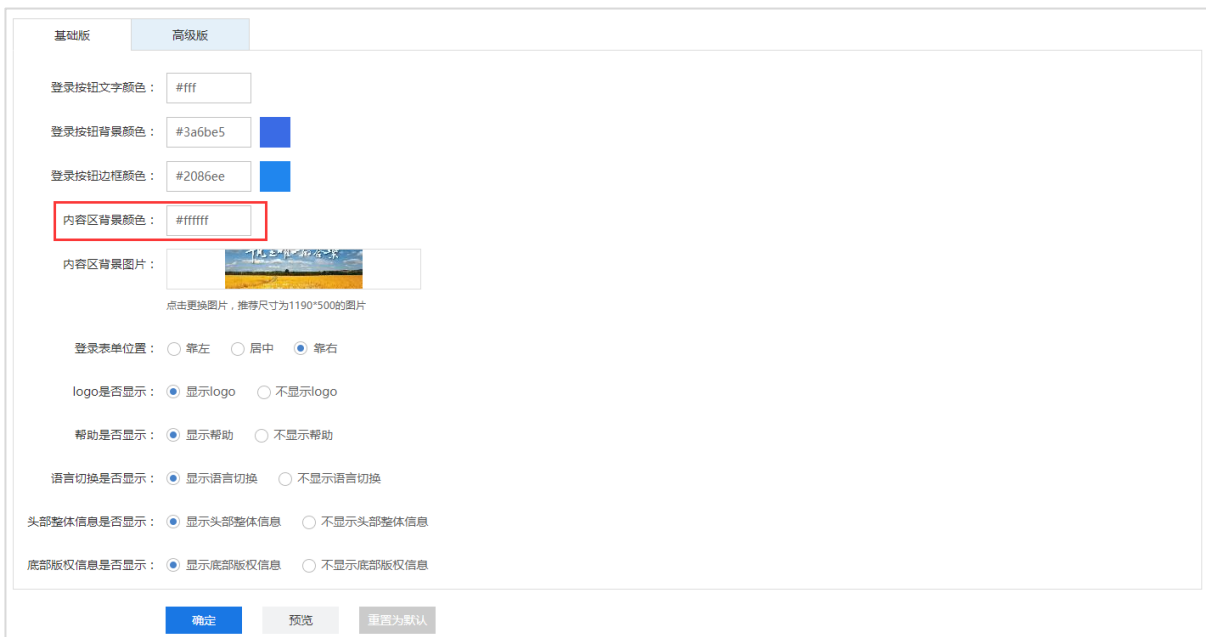 基础版 高级版
登录按钮文字颜色： #fff
登录按钮背景颜色： #3a6be5
登录按钮边框颜色： #2086ee
内容区背景颜色： #ffffff
内容区背景图片：
点击更换图片，推荐尺寸为1190*500的图片
登录表单位置： 靠左 居中 靠右
logo是否显示： 显示logo 不显示logo
帮助是否显示： 显示帮助 不显示帮助
语言切换是否显示： 显示语言切换 不显示语言切换
头部整体信息是否显示： 显示头部整体信息 不显示头部整体信息
底部版权信息是否显示： 显示底部版权信息 不显示底部版权信息
确定 预览 重置为默认